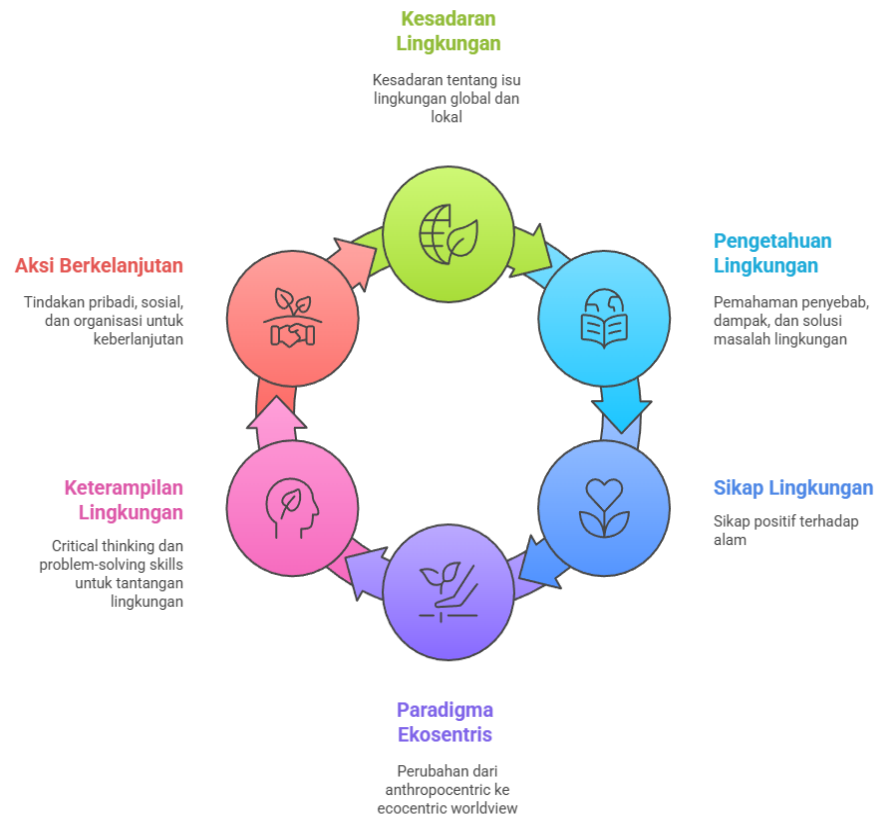 Kesadaran
Lingkungan
Kesadaran tentang isu
lingkungan global dan
lokal
Pengetahuan
Lingkungan
Pemahaman penyebab,
dampak, dan solusi
masalah lingkungan
Sikap Lingkungan
Sikap positif terhadap
alam
Paradigma
Ekosentris
Perubahan dari
anthropocentric ke
ecocentric worldview
Keterampilan
Lingkungan
Critical thinking dan
problem-solving skills
untuk tantangan
lingkungan
Aksi Berkelanjutan
Tindakan pribadi, sosial,
dan organisasi untuk
keberlanjutan